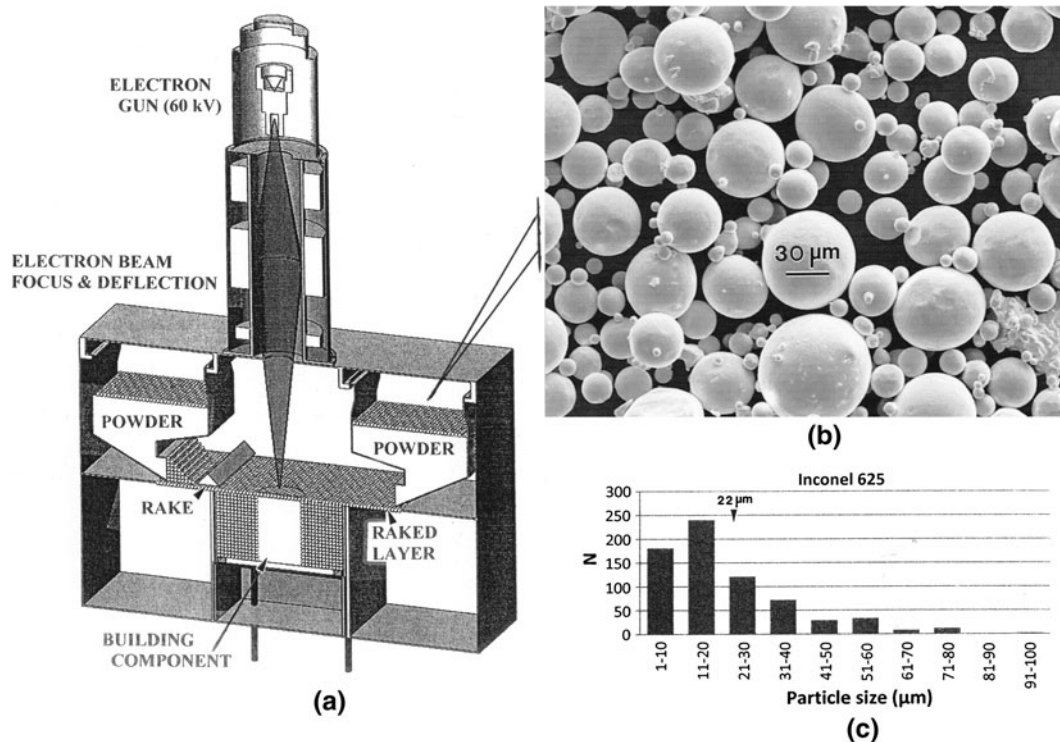 ELECTRON
GUN (60 kV)
ELECTRON BEAM
FOCUS & DEFLECTION
POWDER
POWDER
RAKE
RAKED
LAYER
BUILDING
COMPONENT
(a)
30 µm
(b)
Inconel 625
22 µm
300
250
200
150
100
50
0
N
1-10
11-20
21-30
31-40
41-50
51-60
61-70
71-80
81-90
91-100
Particle size (µm)
(c)